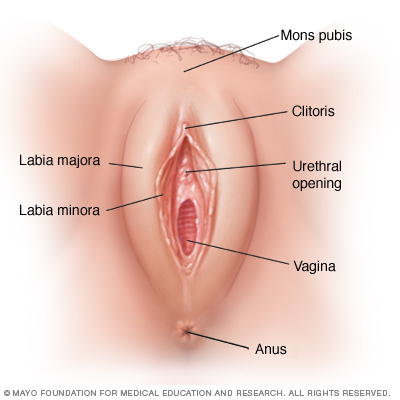 Mons pubis
Clitoris
Labia majora
Urethral
opening
Labia minora
Vagina
Anus
© MAYO FOUNDATION FOR MEDICAL EDUCATION AND RESEARCH. ALL RIGHTS RESERVED.